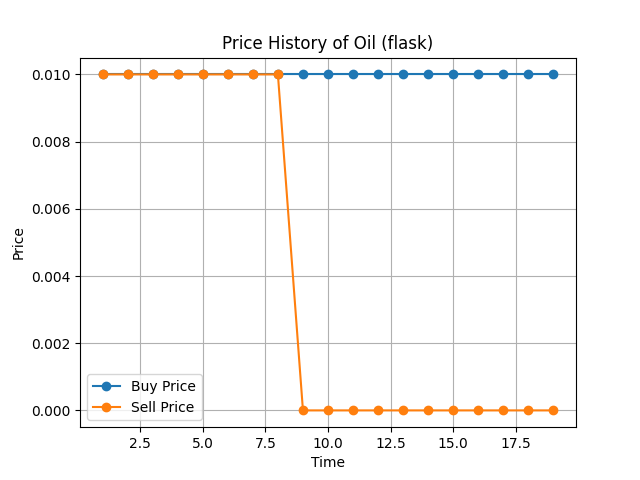 Price History of Oil (flask)
0.010
0.008
0.006
0.004
0.002
0.000
Price
Buy Price
Sell Price
2.5 5.0 7.5 10.0 12.5 15.0 17.5
Time